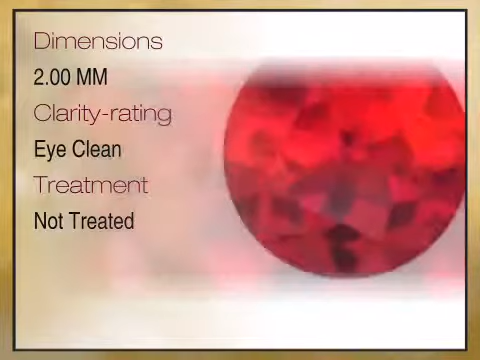 Dimensions
2.00 MM
Clarity-rating
Eye Clean
Treatment
Not Treated